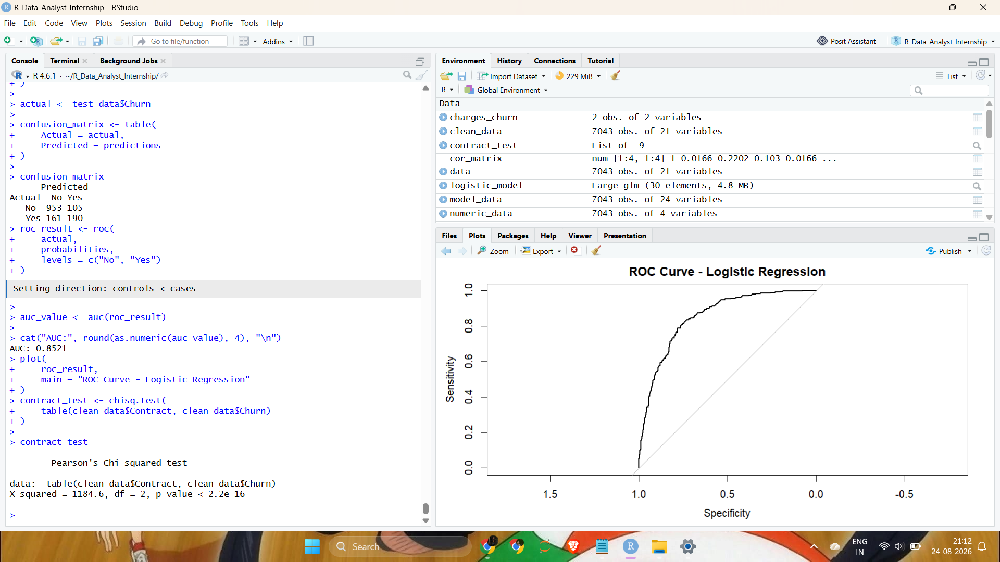 R_Data_Analyst_Internship - RStudio
File Edit Code View Plots Session Build Debug Profile Tools Help
Go to file/function Addins Posit Assistant R_Data_Analyst_Internship
Console Terminal Background Jobs
R 4.6.1 · ~/R_Data_Analyst_Internship/
+ )
>
> actual <- test_data$Churn
>
> confusion_matrix <- table(
+     Actual = actual,
+     Predicted = predictions
+ )
>
> confusion_matrix
      Predicted
Actual  No Yes
   No  953 105
   Yes 161 190
> roc_result <- roc(
+     actual,
+     probabilities,
+     levels = c("No", "Yes")
+ )
Setting direction: controls < cases
>
> auc_value <- auc(roc_result)
>
> cat("AUC:", round(as.numeric(auc_value), 4), "\n")
AUC: 0.8521
> plot(
+     roc_result,
+     main = "ROC Curve - Logistic Regression"
+ )
> contract_test <- chisq.test(
+     table(clean_data$Contract, clean_data$Churn)
+ )
>
> contract_test
        Pearson's Chi-squared test
data:  table(clean_data$Contract, clean_data$Churn)
X-squared = 1184.6, df = 2, p-value < 2.2e-16
>
Environment History Connections Tutorial
Import Dataset 229 MiB List
R Global Environment
Data
charges_churn 2 obs. of 2 variables
clean_data 7043 obs. of 21 variables
contract_test List of  9
cor_matrix num [1:4, 1:4] 1 0.0166 0.2202 0.103 0.0166 ...
data 7043 obs. of 21 variables
logistic_model Large glm (30 elements, 4.8 MB)
model_data 7043 obs. of 24 variables
numeric_data 7043 obs. of 4 variables
Files Plots Packages Help Viewer Presentation
Zoom Export Publish
ROC Curve - Logistic Regression
Sensitivity
1.0
0.8
0.6
0.4
0.2
0.0
1.5 1.0 0.5 0.0 -0.5
Specificity
Search
ENG
IN
21:12
24-08-2026